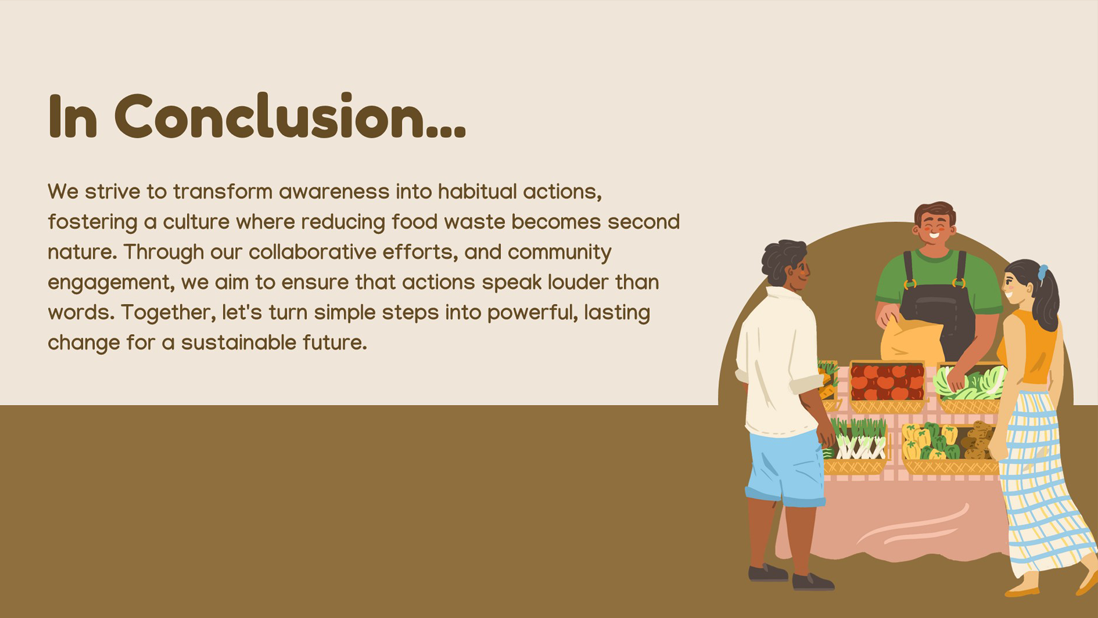 In Conclusion...
We strive to transform awareness into habitual actions,
fostering a culture where reducing food waste becomes second
nature. Through our collaborative efforts, and community
engagement, we aim to ensure that actions speak louder than
words. Together, let's turn simple steps into powerful, lasting
change for a sustainable future.